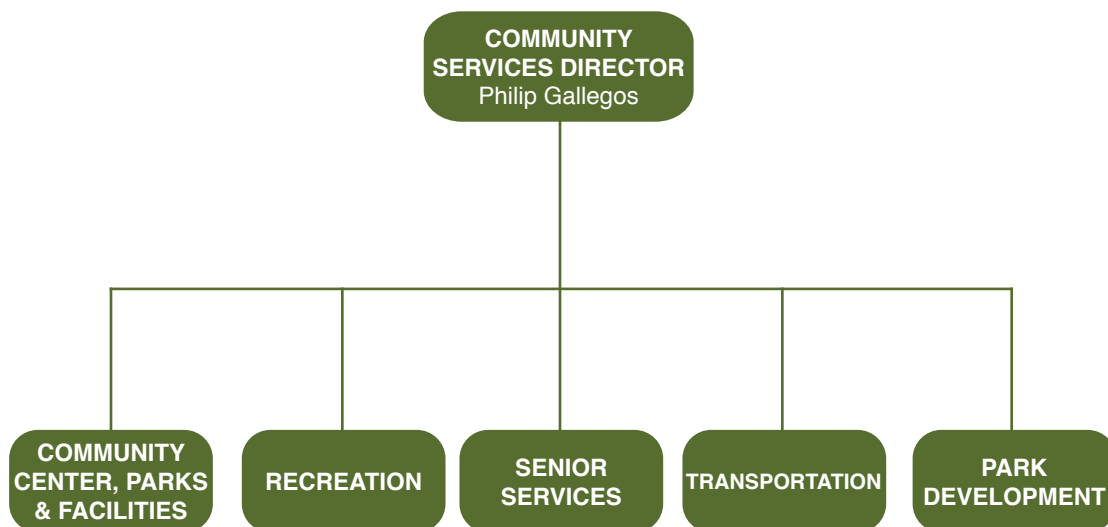 COMMUNITY
SERVICES DIRECTOR
Philip Gallegos
COMMUNITY
CENTER, PARKS
& FACILITIES
RECREATION
SENIOR
SERVICES
TRANSPORTATION
PARK
DEVELOPMENT